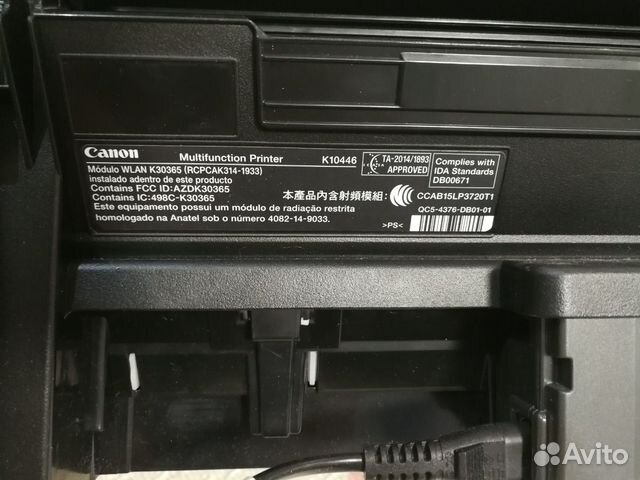 Canon Multifunction Printer K10446
Módulo WLAN K30365 (RCPCAK314-1933)
instalado adentro de este producto
Contains FCC ID:AZDK30365
Contains IC:498C-K30365
Este equipamento possui um módulo de radiação restrita
homologado na Anatel sob o número 4082-14-9033.
TA-2014/1893
APPROVED
Complies with
IDA Standards
DB00671
本產品內含射頻模組:
CCAB15LP3720T1
QC5-4376-DB01-01
>PS<
Avito